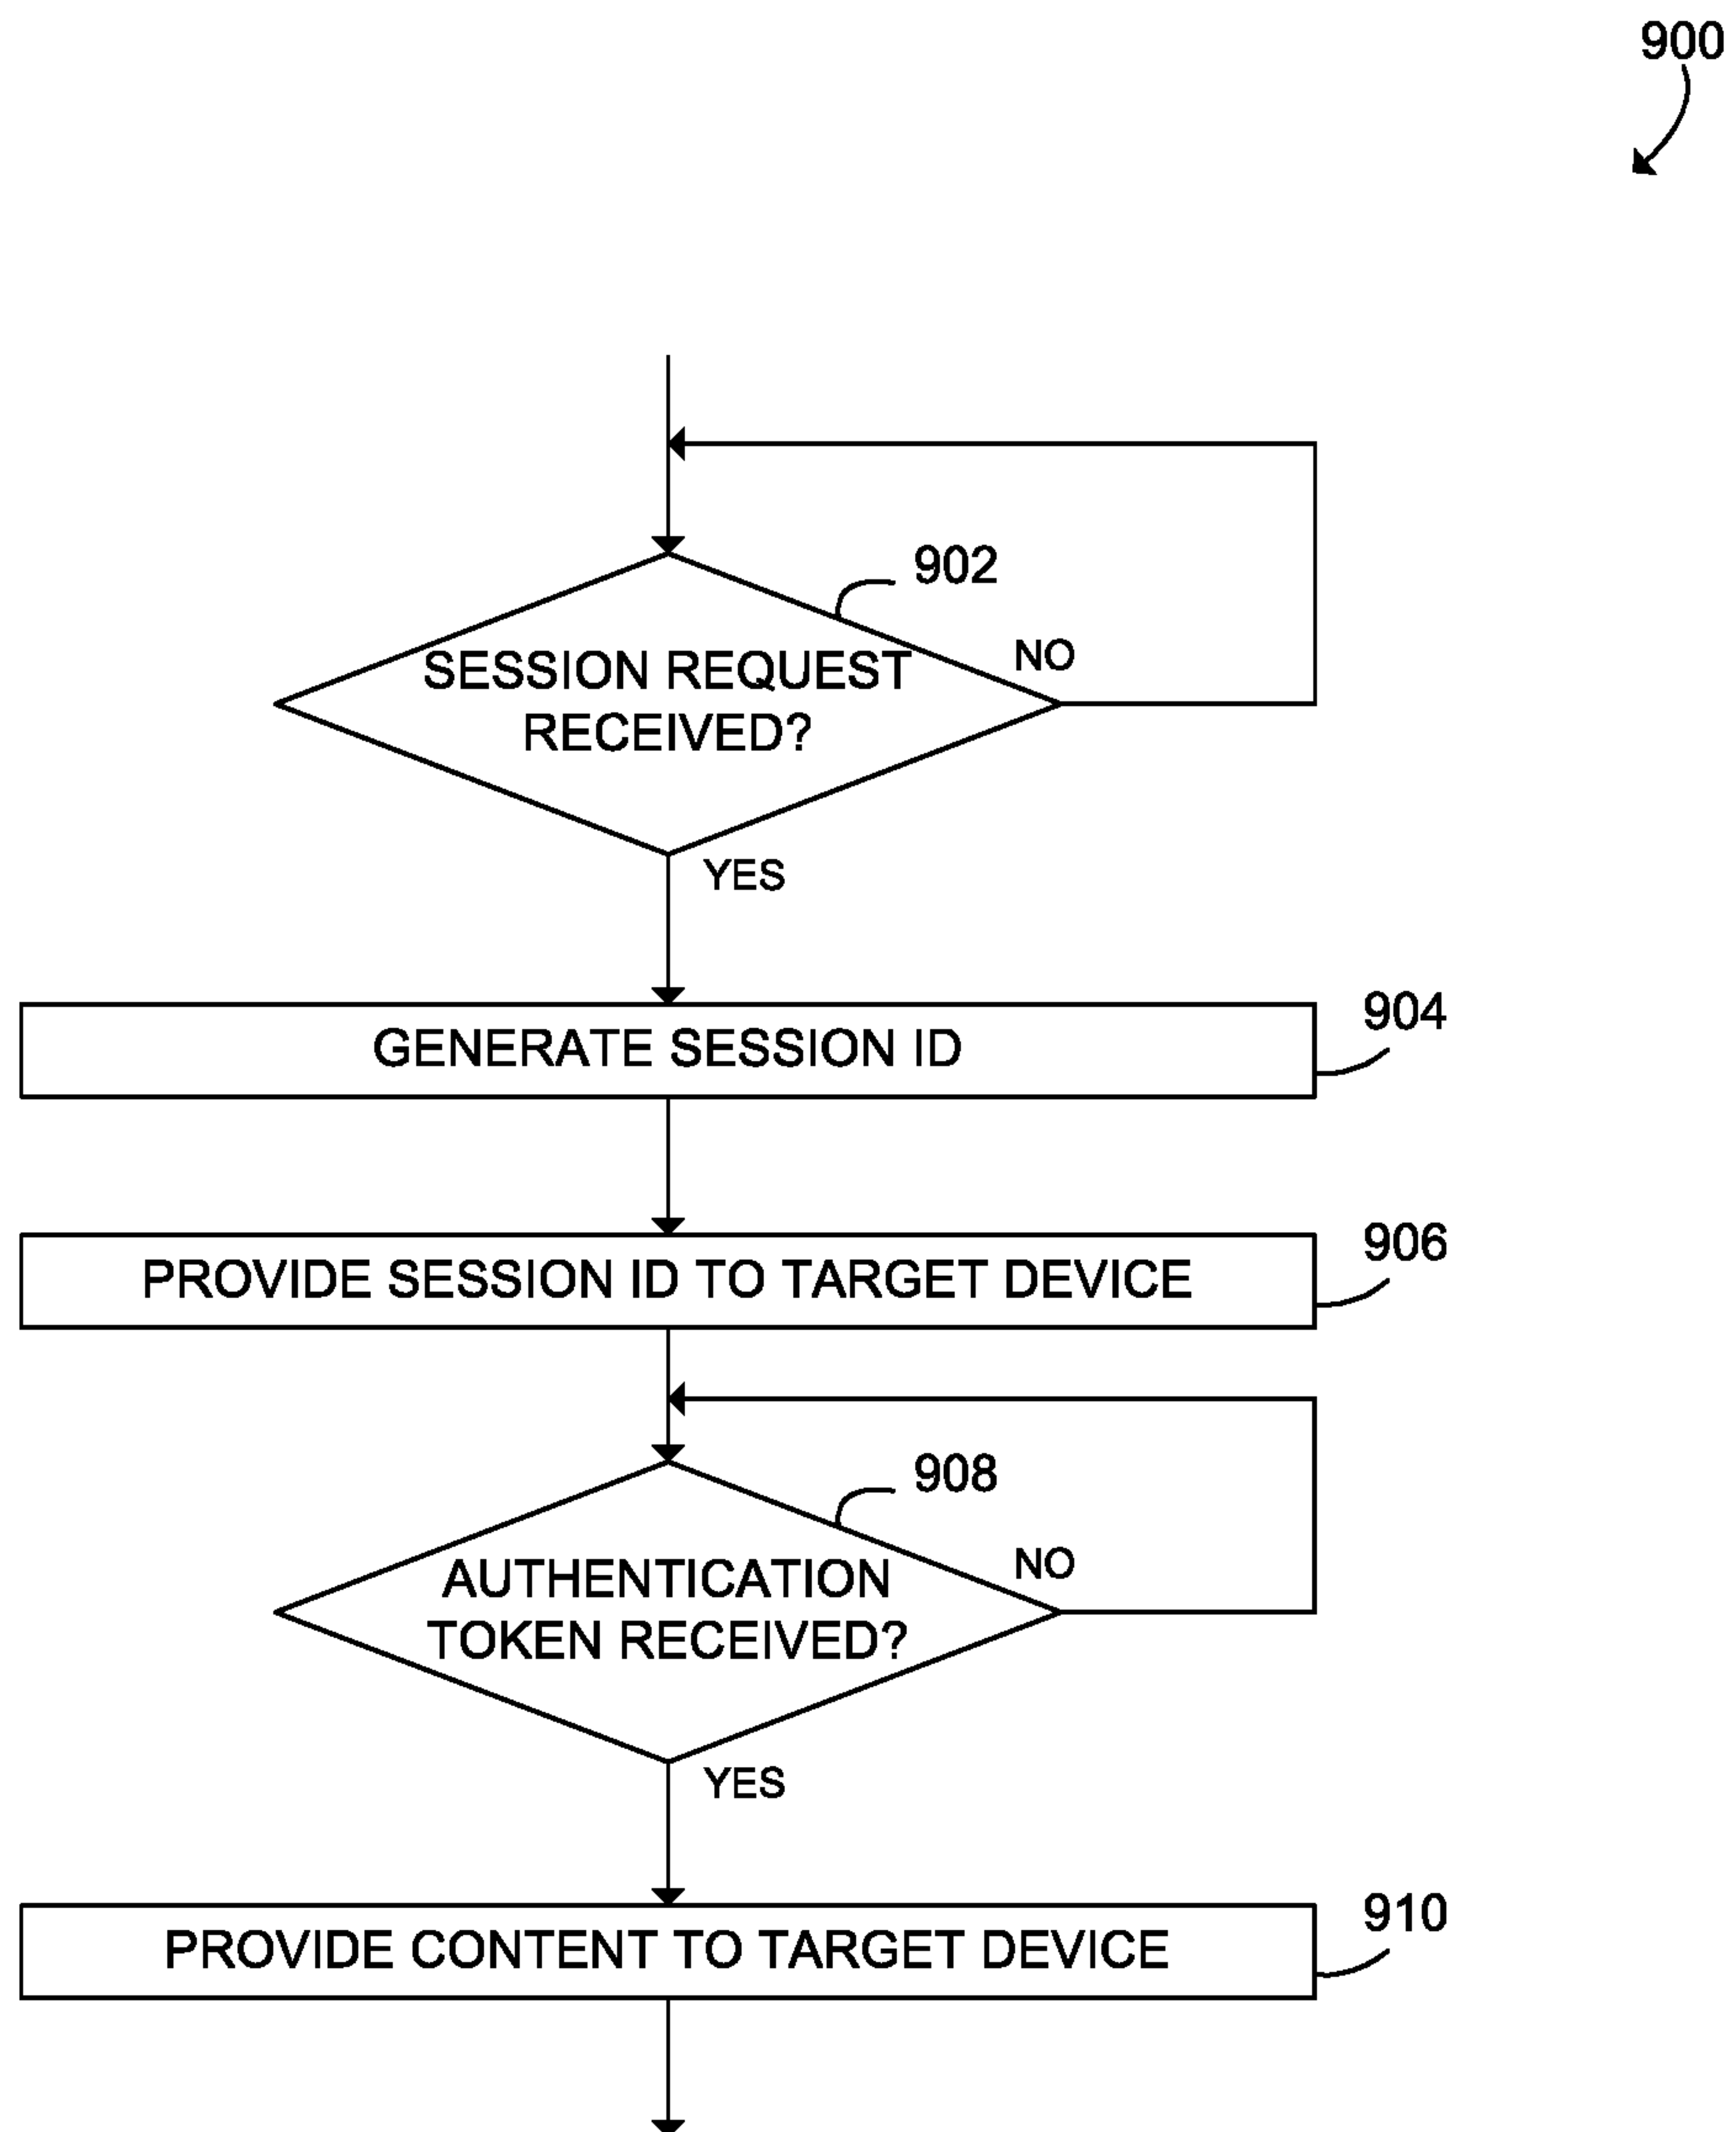 900
902
SESSION REQUEST
RECEIVED?
NO
YES
904
GENERATE SESSION ID
906
PROVIDE SESSION ID TO TARGET DEVICE
908
AUTHENTICATION
TOKEN RECEIVED?
NO
YES
910
PROVIDE CONTENT TO TARGET DEVICE